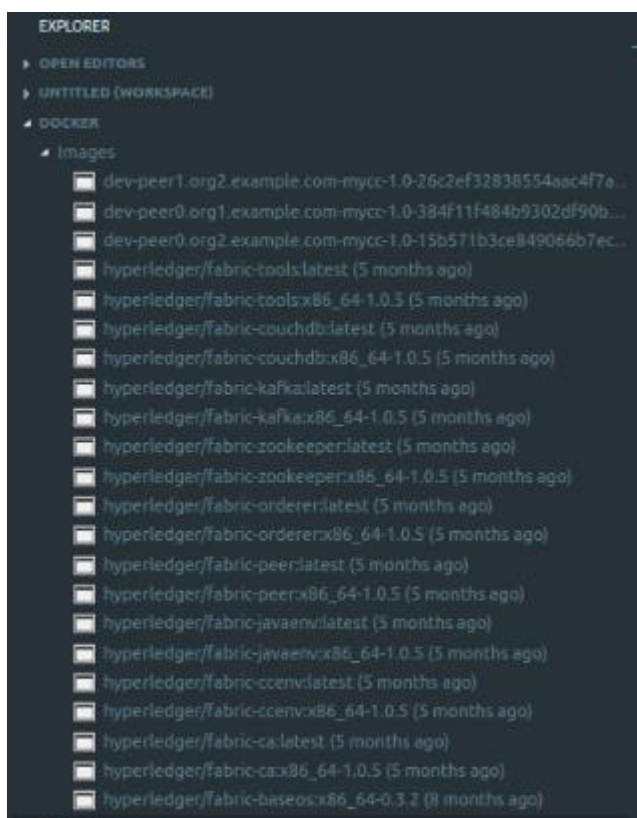 EXPLORER
OPEN EDITORS
UNTITLED (WORKSPACE)
DOCKER
Images
dev-peer1.org2.example.com-mycc-1.0-26c2ef32838554aac4f7a...
dev-peer0.org1.example.com-mycc-1.0-384f11f484b9302df90b...
dev-peer0.org2.example.com-mycc-1.0-15b571b3ce849066b7ec...
hyperledger/fabric-tools:latest (5 months ago)
hyperledger/fabric-tools:x86_64-1.0.5 (5 months ago)
hyperledger/fabric-couchdb:latest (5 months ago)
hyperledger/fabric-couchdb:x86_64-1.0.5 (5 months ago)
hyperledger/fabric-kafka:latest (5 months ago)
hyperledger/fabric-kafka:x86_64-1.0.5 (5 months ago)
hyperledger/fabric-zookeeper:latest (5 months ago)
hyperledger/fabric-zookeeper:x86_64-1.0.5 (5 months ago)
hyperledger/fabric-orderer:latest (5 months ago)
hyperledger/fabric-orderer:x86_64-1.0.5 (5 months ago)
hyperledger/fabric-peer:latest (5 months ago)
hyperledger/fabric-peer:x86_64-1.0.5 (5 months ago)
hyperledger/fabric-javaenv:latest (5 months ago)
hyperledger/fabric-javaenv:x86_64-1.0.5 (5 months ago)
hyperledger/fabric-ccenv:latest (5 months ago)
hyperledger/fabric-ccenv:x86_64-1.0.5 (5 months ago)
hyperledger/fabric-ca:latest (5 months ago)
hyperledger/fabric-ca:x86_64-1.0.5 (5 months ago)
hyperledger/fabric-baseos:x86_64-0.3.2 (8 months ago)